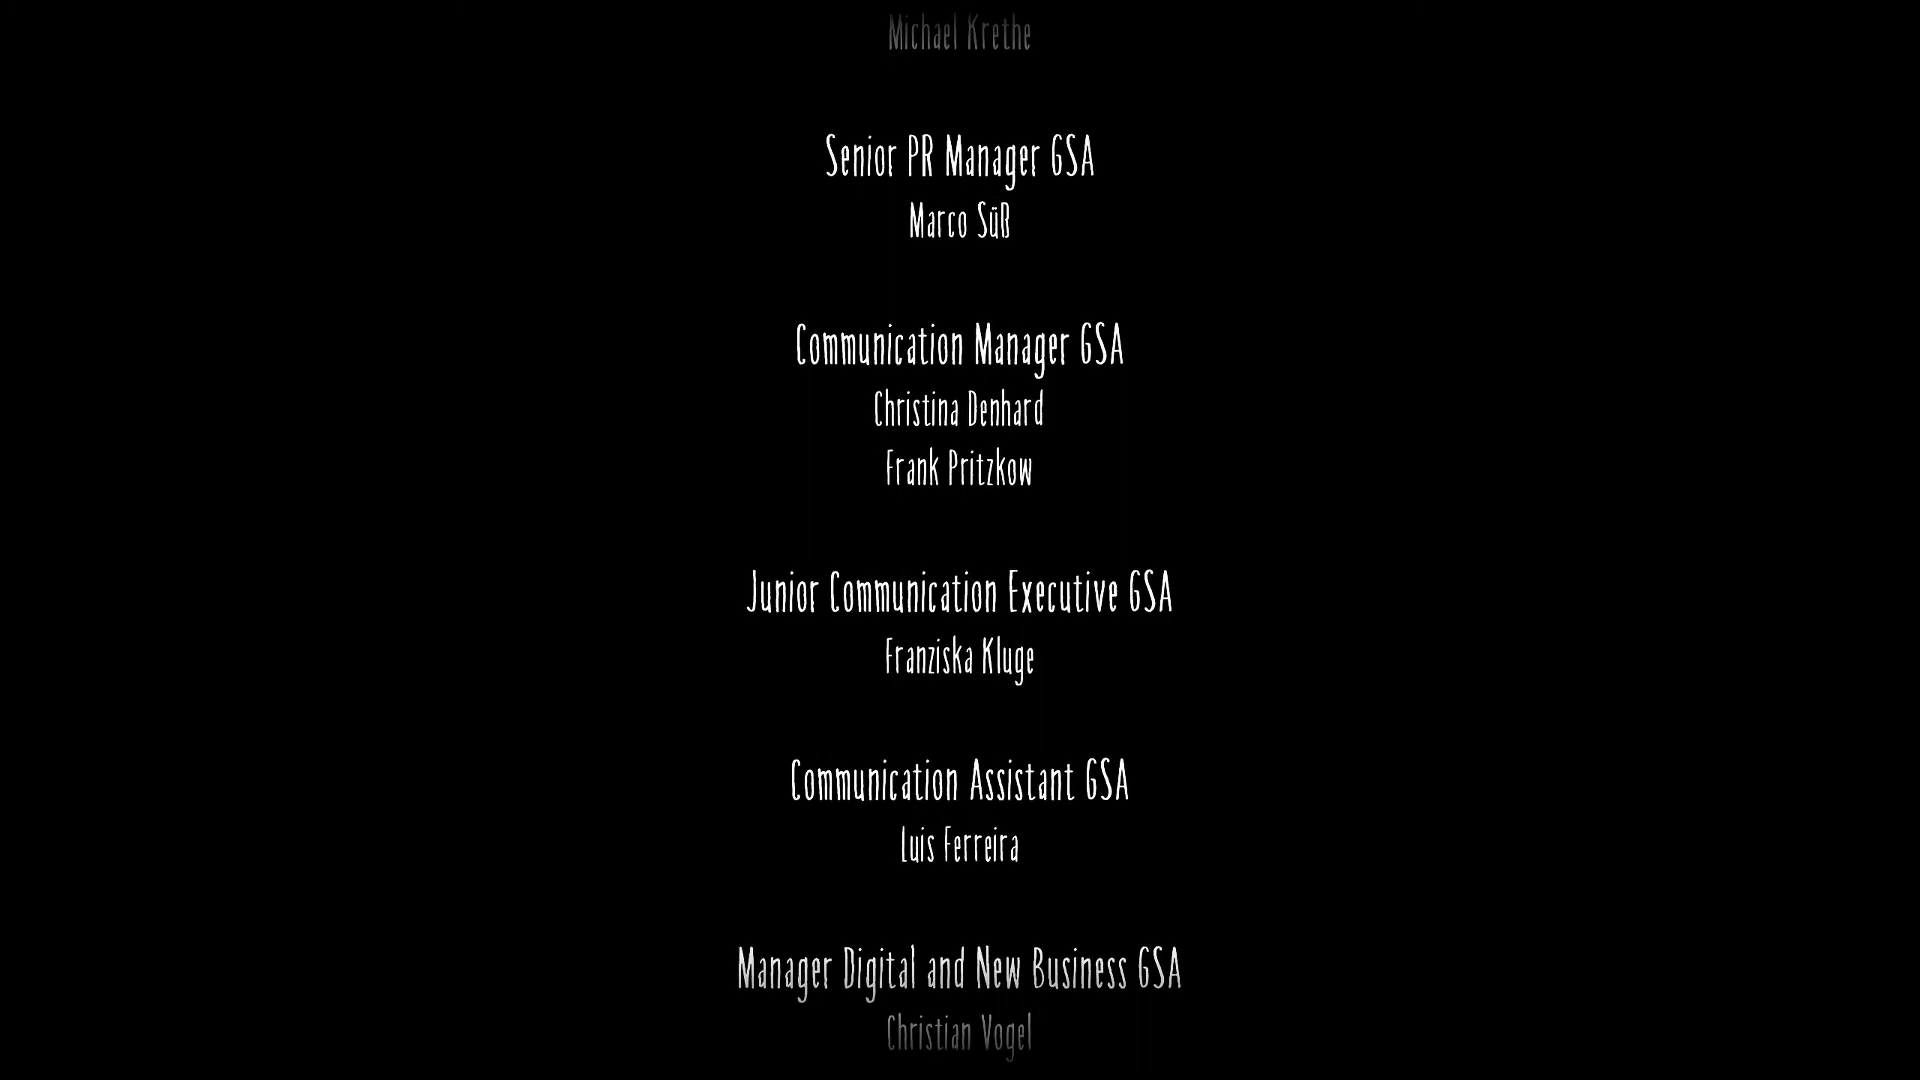 Michael Krethe
Senior PR Manager GSA
Marco Süß
Communication Manager GSA
Christina Denhard
Frank Pritzkow
Junior Communication Executive GSA
Franziska Kluge
Communication Assistant GSA
Luis Ferreira
Manager Digital and New Business GSA
Christian Vogel